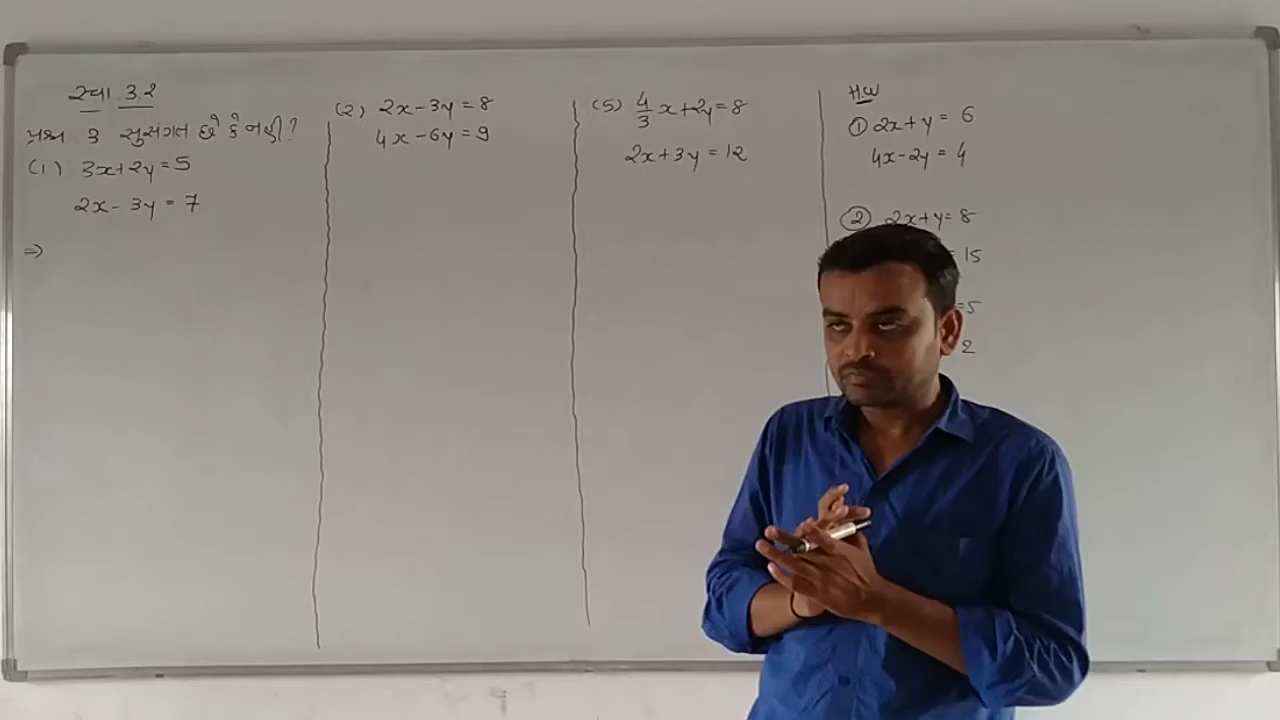 સ્વા. 3.2
પ્રશ્ન : 3 સુસંગત છે કે નહીં?
(1) 3x+2y=5
2x-3y=7
⇒
(2) 2x-3y=8
4x-6y=9
(5) 4/3 x+2y=8
2x+3y=12
H.W
① 2x+y=6
4x-2y=4
② 2x+y=8
=15
=5
2